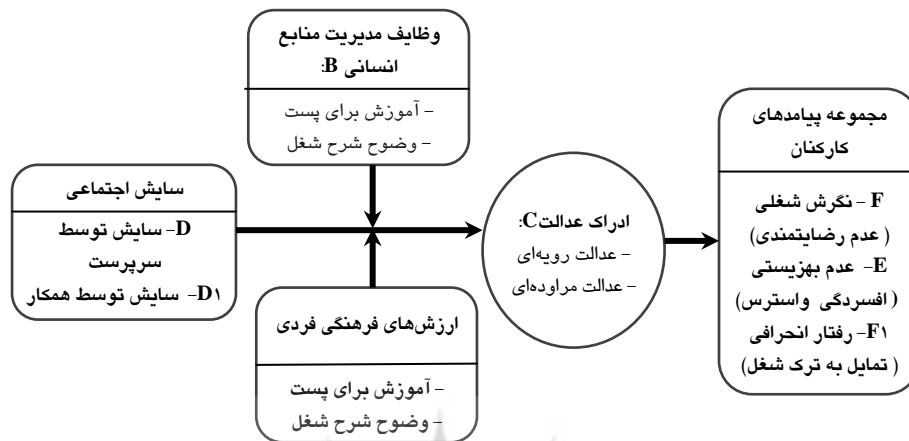 وظایف مدیریت منابع
انسانی B:
– آموزش برای پست
– وضوح شرح شغل
مجموعه پیامدهای
کارکنان
F – نگرش شغلی
(عدم رضایتمندی)
E– عدم بهزیستی
(افسردگی واسترس)
F۱– رفتار انحرافی
(تمایل به ترک شغل)
سایش اجتماعی
D– سایش توسط
سرپرست
D۱– سایش توسط همکار
ادراک عدالتC:
– عدالت رویه‌ای
– عدالت مراوده‌ای
ارزش‌های فرهنگی فردی
– آموزش برای پست
– وضوح شرح شغل